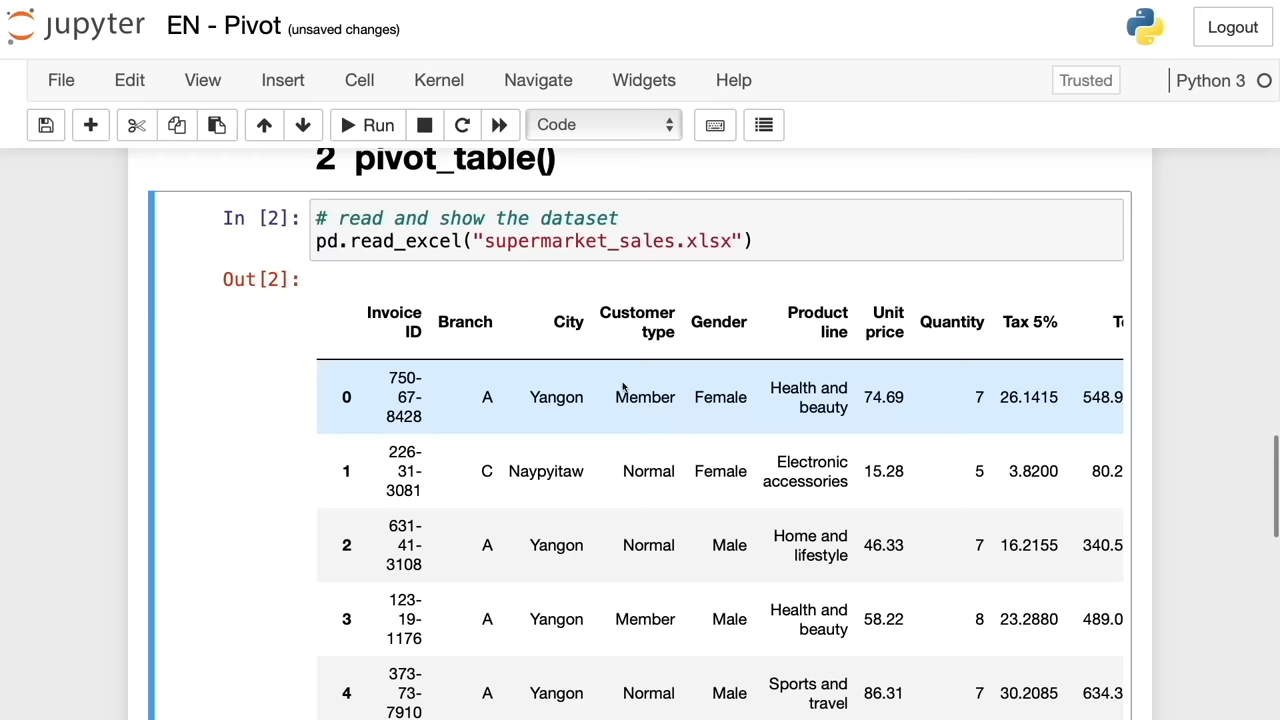 jupyter EN - Pivot (unsaved changes) Logout
File Edit View Insert Cell Kernel Navigate Widgets Help Trusted Python 3
Run Code
2 pivot_table()
In [2]: # read and show the dataset
pd.read_excel("supermarket_sales.xlsx")
Out[2]:
Invoice ID Branch City Customer type Gender Product line Unit price Quantity Tax 5%
0 750-67-8428 A Yangon Member Female Health and beauty 74.69 7 26.1415 548.9
1 226-31-3081 C Naypyitaw Normal Female Electronic accessories 15.28 5 3.8200 80.2
2 631-41-3108 A Yangon Normal Male Home and lifestyle 46.33 7 16.2155 340.5
3 123-19-1176 A Yangon Member Male Health and beauty 58.22 8 23.2880 489.0
4 373-73-7910 A Yangon Normal Male Sports and travel 86.31 7 30.2085 634.3